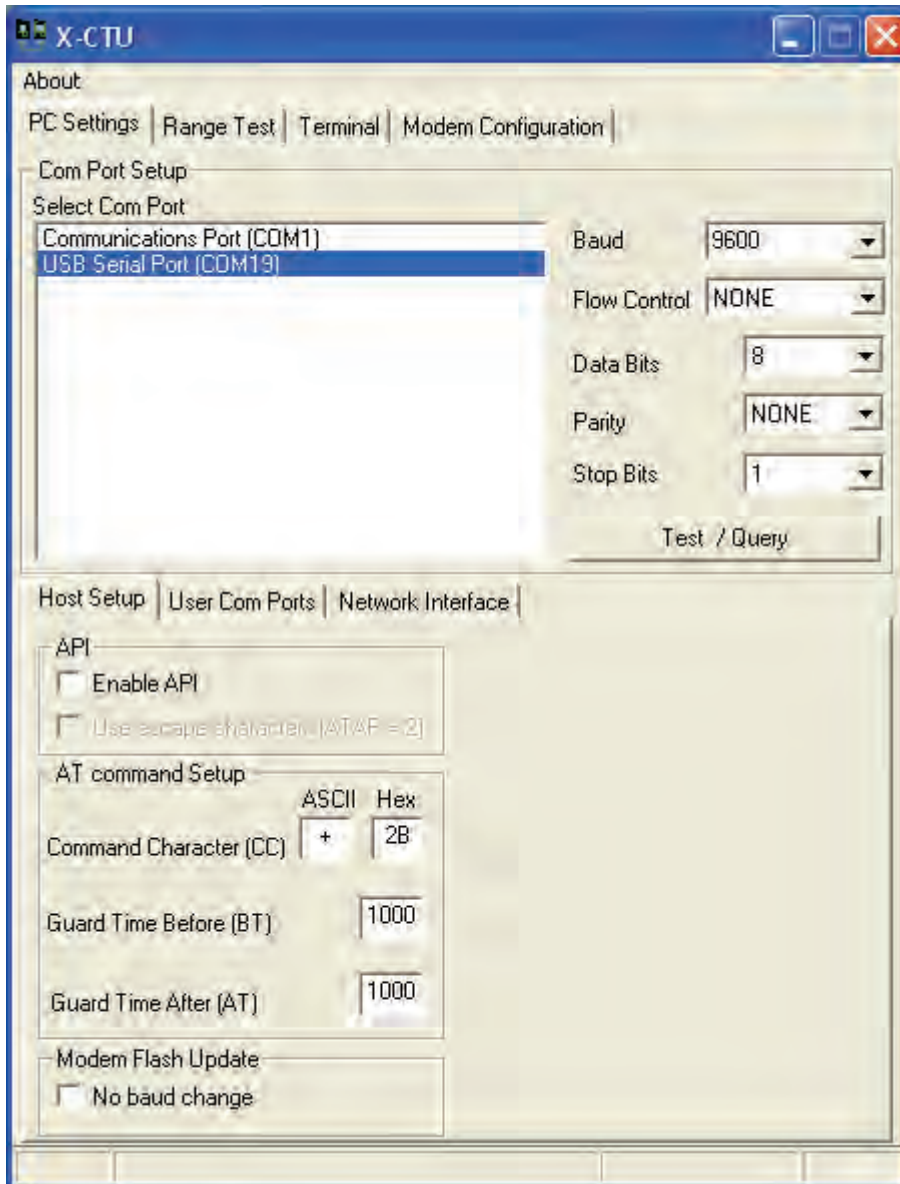 X-CTU
About
PC Settings Range Test Terminal Modem Configuration
Com Port Setup
Select Com Port
Communications Port (COM1)
USB Serial Port (COM19)
Baud 9600
Flow Control NONE
Data Bits 8
Parity NONE
Stop Bits 1
Test / Query
Host Setup User Com Ports Network Interface
API
Enable API
Use escape characters (ATAP = 2)
AT command Setup
ASCII Hex
Command Character (CC) + 2B
Guard Time Before (BT) 1000
Guard Time After (AT) 1000
Modem Flash Update
No baud change